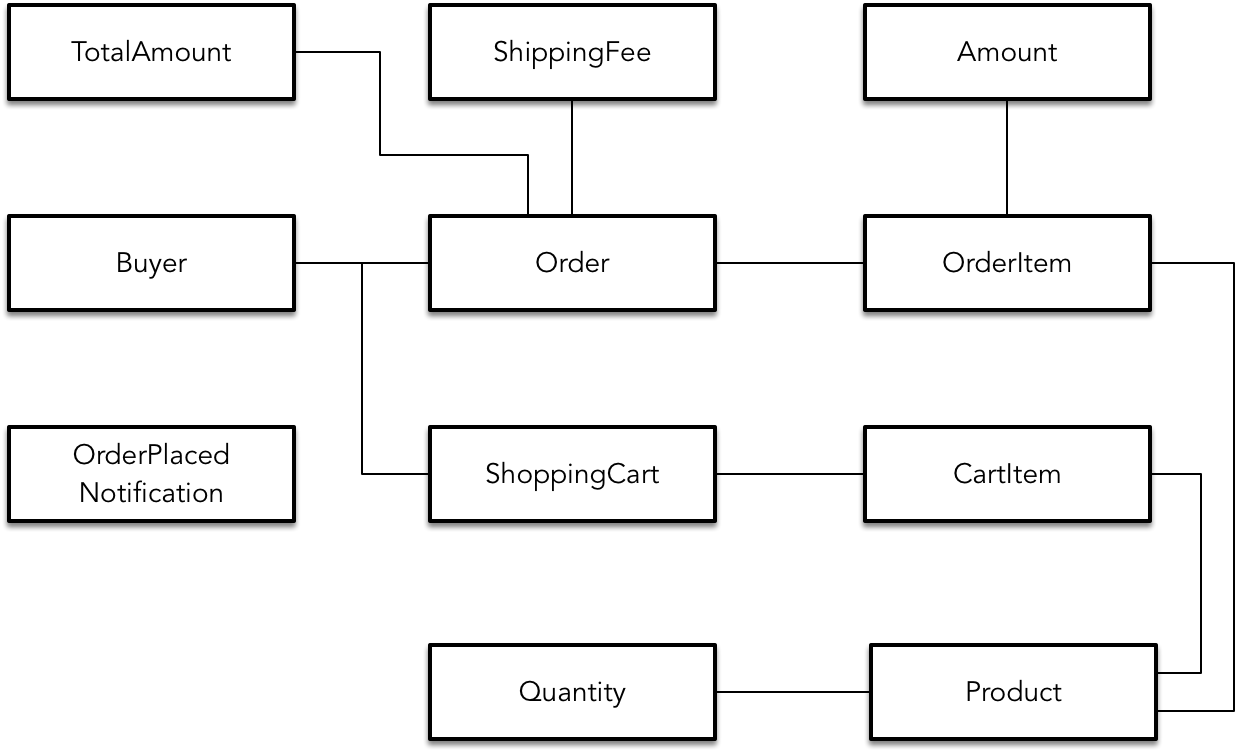 TotalAmount
ShippingFee
Amount
Buyer
Order
OrderItem
OrderPlaced
Notification
ShoppingCart
CartItem
Quantity
Product